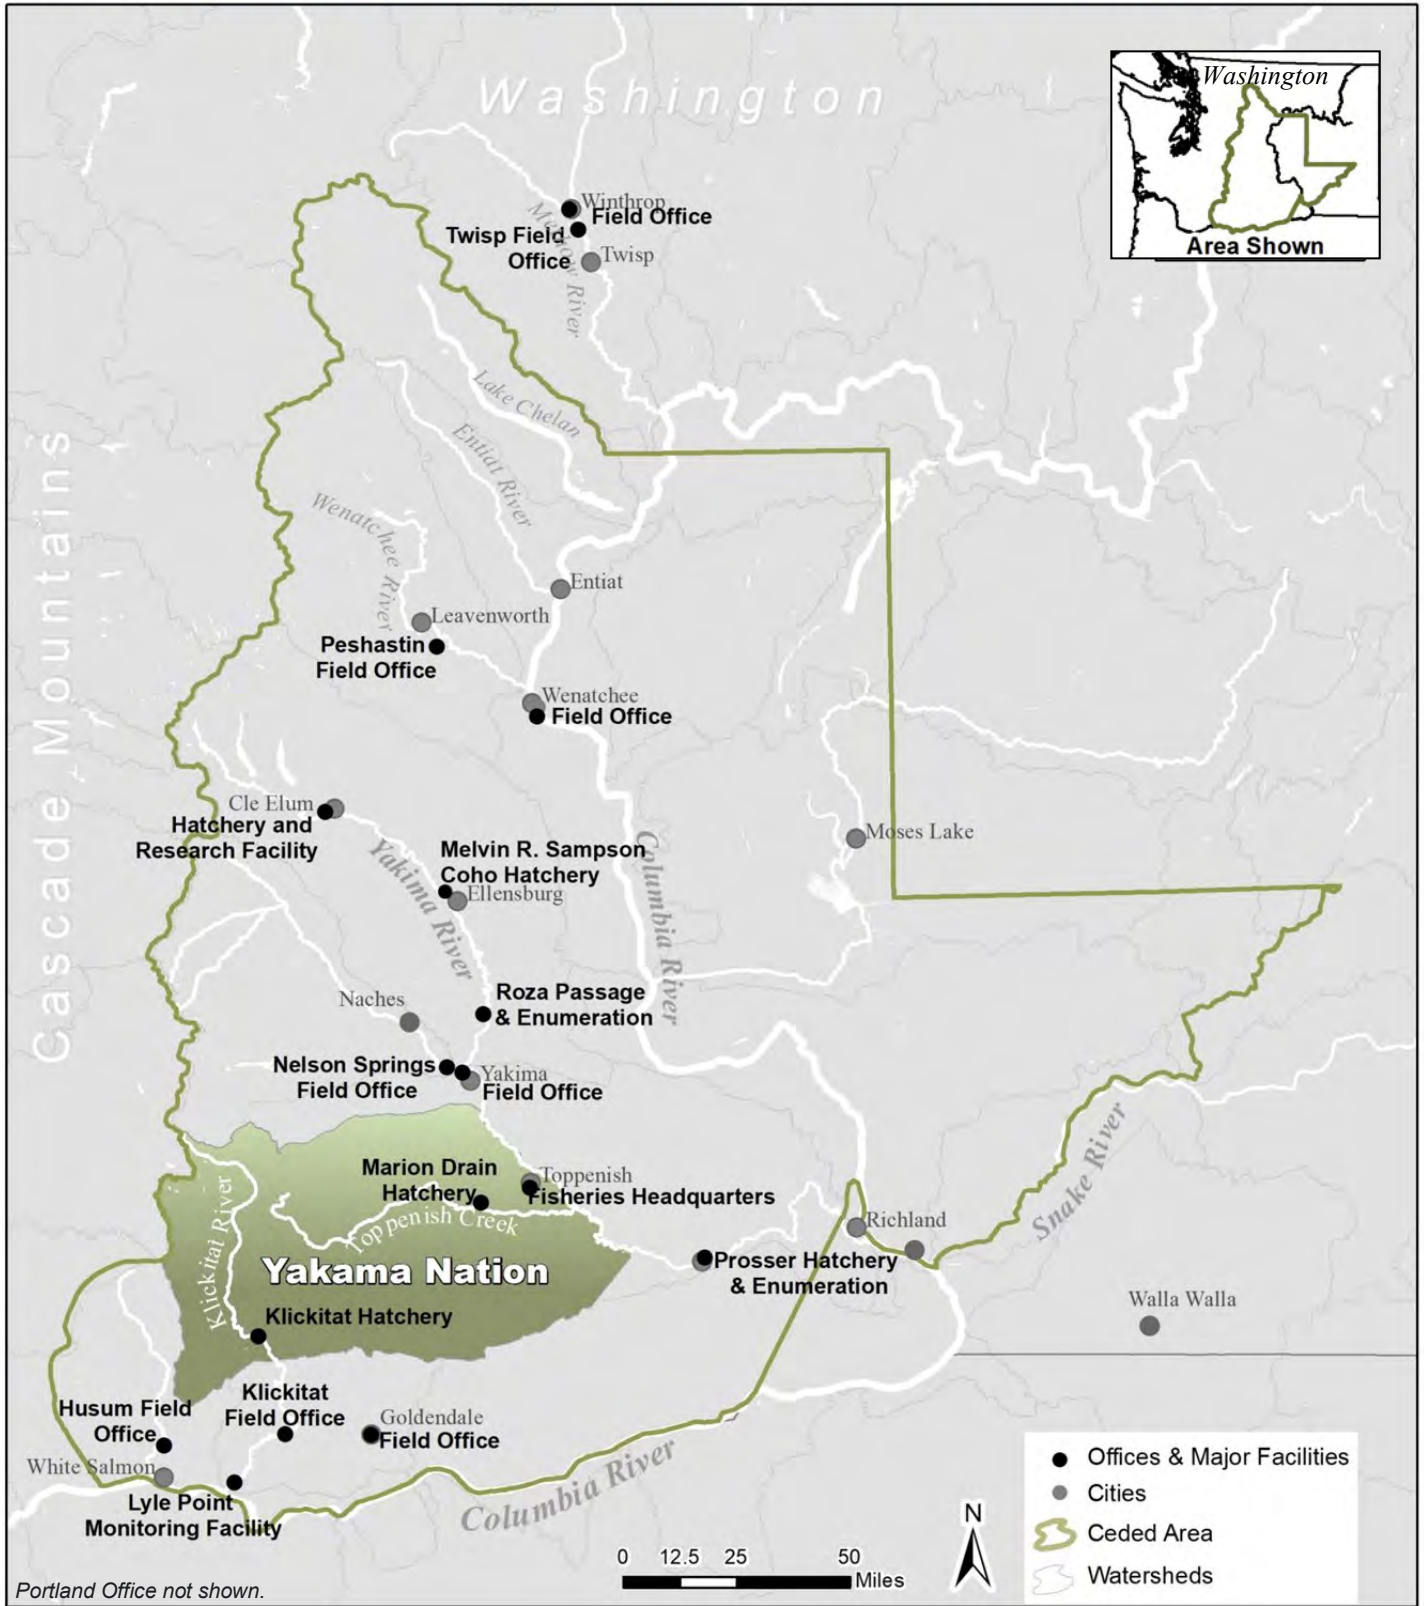 Washington
Washington
Area Shown
Winthrop
Field Office
Twisp Field
Office
Twisp
Methow River
Lake Chelan
Entiat River
Wenatchee River
Entiat
Leavenworth
Peshastin
Field Office
Wenatchee
Field Office
Cascade Mountains
Cle Elum
Hatchery and
Research Facility
Yakima River
Melvin R. Sampson
Coho Hatchery
Ellensburg
Columbia River
Moses Lake
Naches
Roza Passage
& Enumeration
Nelson Springs
Field Office
Yakima
Field Office
Marion Drain
Hatchery
Toppenish
Fisheries Headquarters
Toppenish Creek
Klickitat River
Yakama Nation
Klickitat Hatchery
Richland
Snake River
Prosser Hatchery
& Enumeration
Walla Walla
Husum Field
Office
Klickitat
Field Office
Goldendale
Field Office
White Salmon
Lyle Point
Monitoring Facility
Columbia River
Offices & Major Facilities
Cities
Ceded Area
Watersheds
N
0 12.5 25 50
Miles
Portland Office not shown.